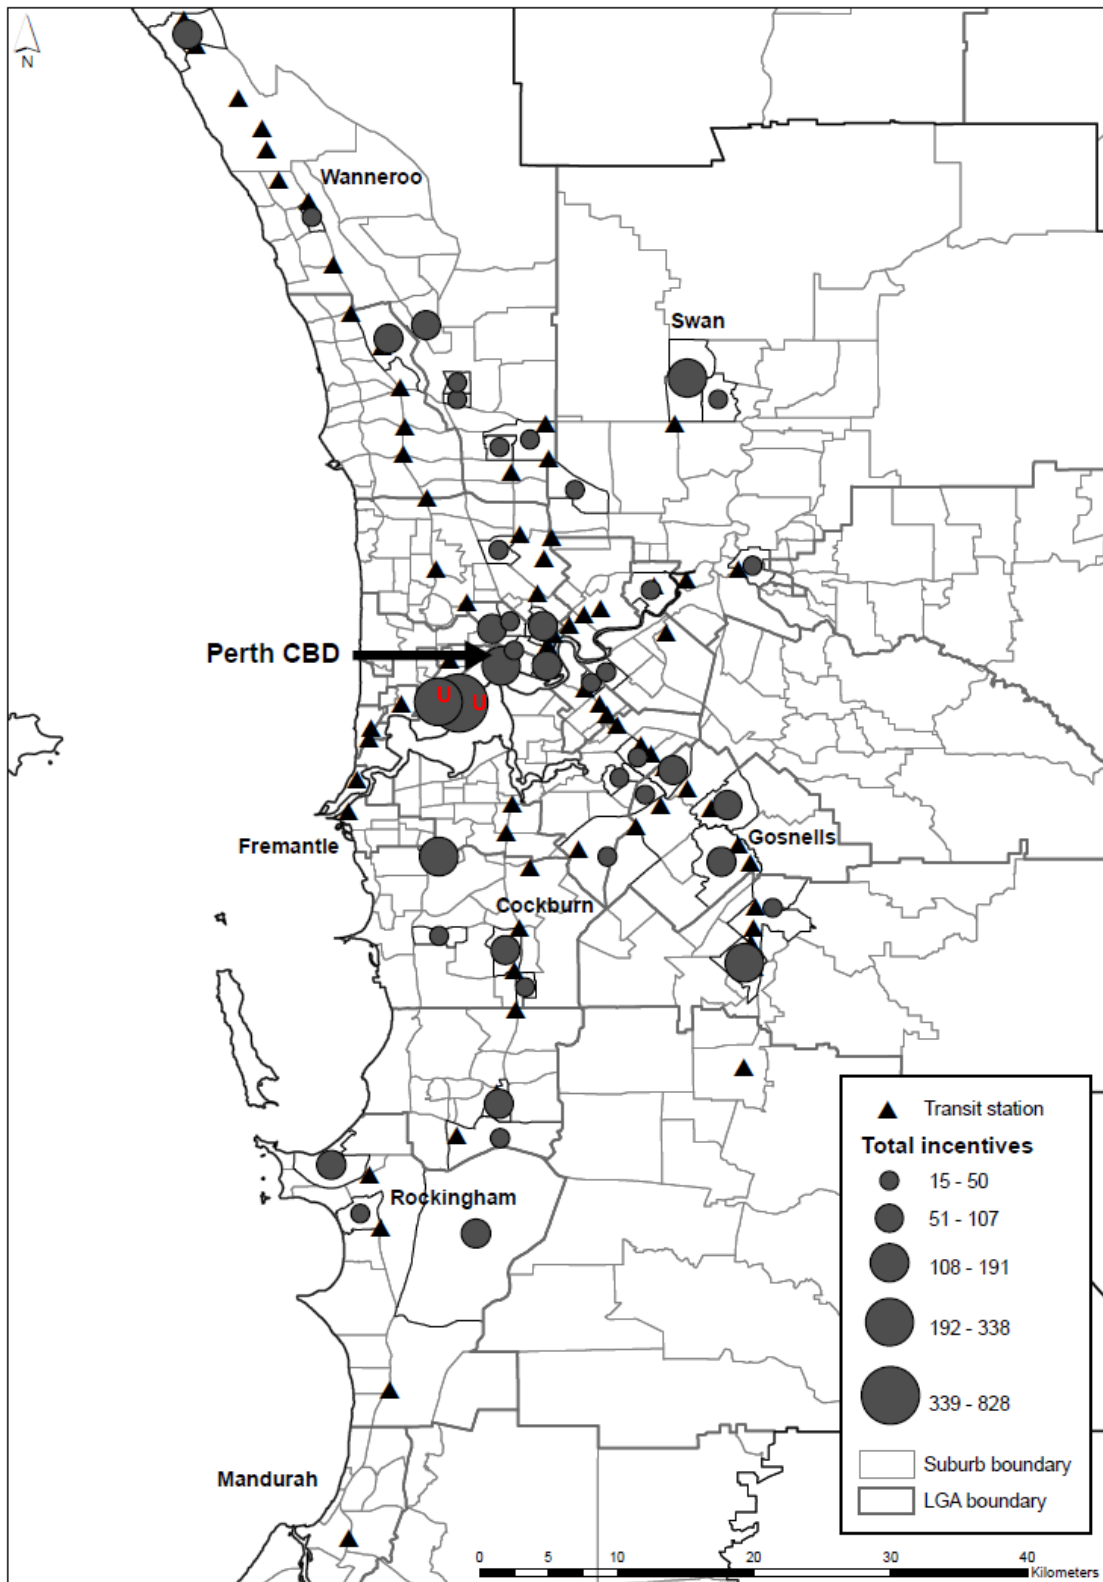 N
Wanneroo
Swan
Perth CBD
U
U
Fremantle
Gosnells
Cockburn
Rockingham
Mandurah
Transit station
Total incentives
15 - 50
51 - 107
108 - 191
192 - 338
339 - 828
Suburb boundary
LGA boundary
0 5 10 20 30 40
Kilometers